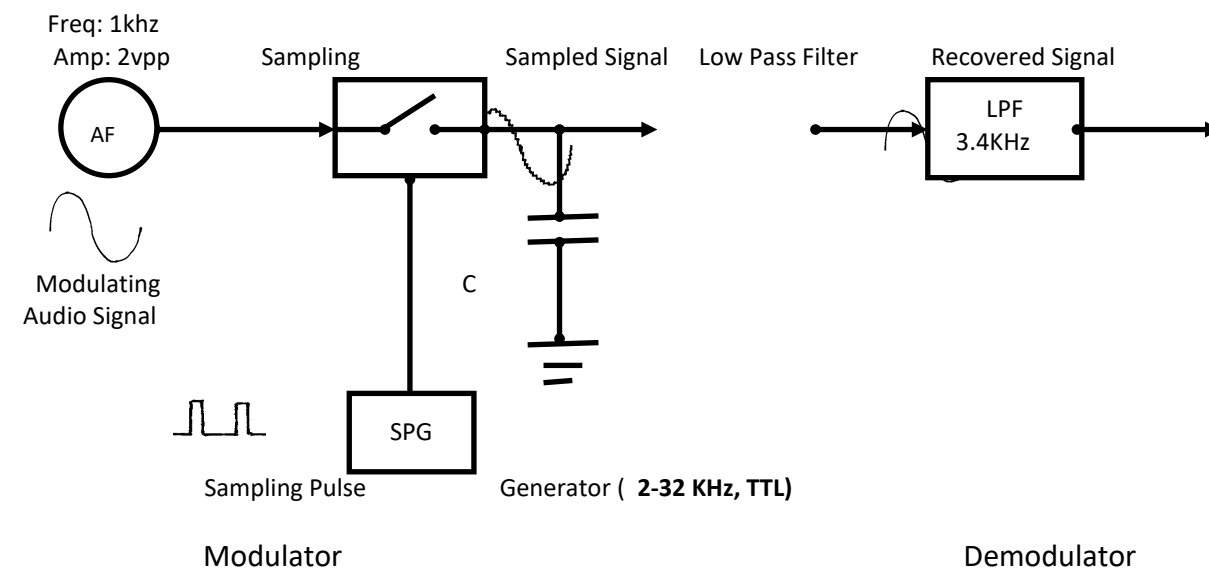 Freq: 1khz
Amp: 2vpp
Sampling
Sampled Signal
Low Pass Filter
Recovered Signal
AF
LPF
3.4KHz
Modulating
Audio Signal
C
SPG
Sampling Pulse
Generator ( 2-32 KHz, TTL)
Modulator
Demodulator